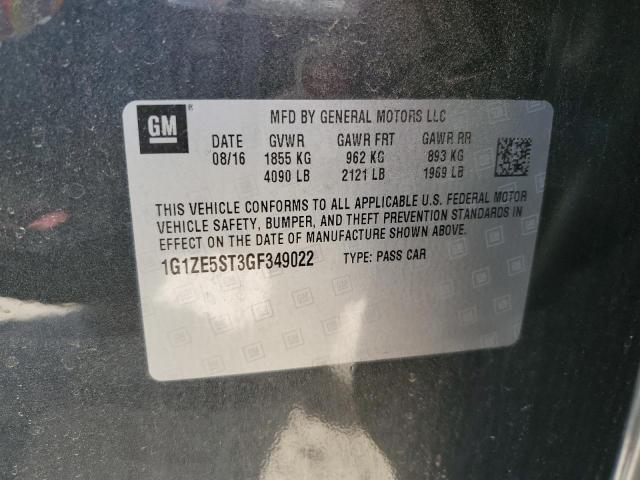 GM ®
MFD BY GENERAL MOTORS LLC
DATE GVWR GAWR FRT GAWR RR
08/16 1855 KG 962 KG 893 KG
4090 LB 2121 LB 1969 LB
THIS VEHICLE CONFORMS TO ALL APPLICABLE U.S. FEDERAL MOTOR
VEHICLE SAFETY, BUMPER, AND THEFT PREVENTION STANDARDS IN
EFFECT ON THE DATE OF MANUFACTURE SHOWN ABOVE.
1G1ZE5ST3GF349022 TYPE: PASS CAR